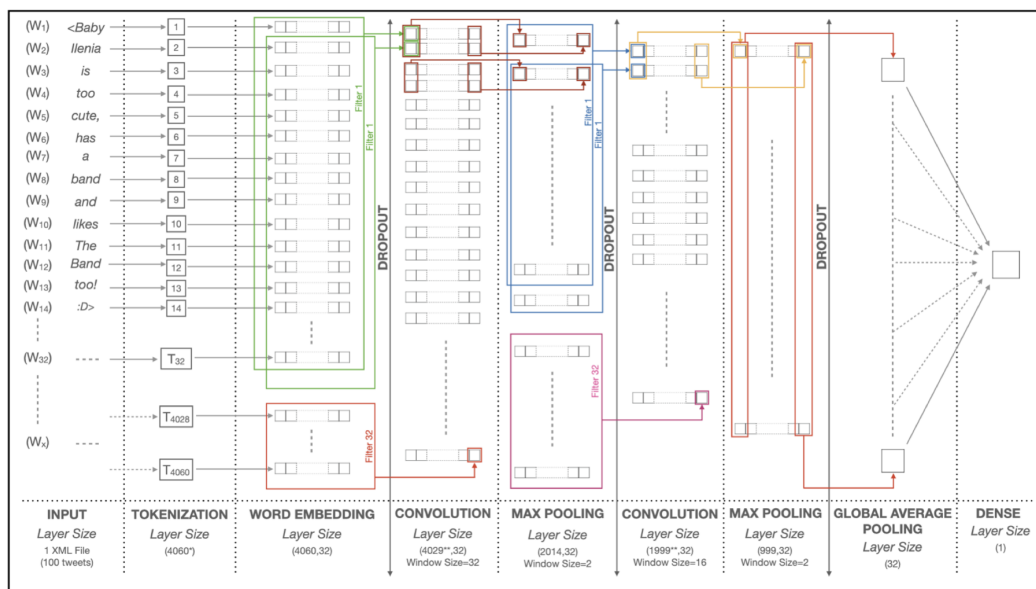 (W1) <Baby 1
(W2) Ilenia 2
(W3) is 3
(W4) too 4
(W5) cute, 5
(W6) has 6
(W7) a 7
(W8) band 8
(W9) and 9
(W10) likes 10
(W11) The 11
(W12) Band 12
(W13) too! 13
(W14) :D> 14
(W32) T32
T4028
(Wx)
T4060
Filter 1
Filter 1
Filter 32
DROPOUT
Filter 1
Filter 1
Filter 32
DROPOUT
DROPOUT
INPUT
Layer Size
1 XML File
(100 tweets)
TOKENIZATION
Layer Size
(4060*)
WORD EMBEDDING
Layer Size
(4060,32)
CONVOLUTION
Layer Size
(4029**,32)
Window Size=32
MAX POOLING
Layer Size
(2014,32)
Window Size=2
CONVOLUTION
Layer Size
(1999**,32)
Window Size=16
MAX POOLING
Layer Size
(999,32)
Window Size=2
GLOBAL AVERAGE
POOLING
Layer Size
(32)
DENSE
Layer Size
(1)